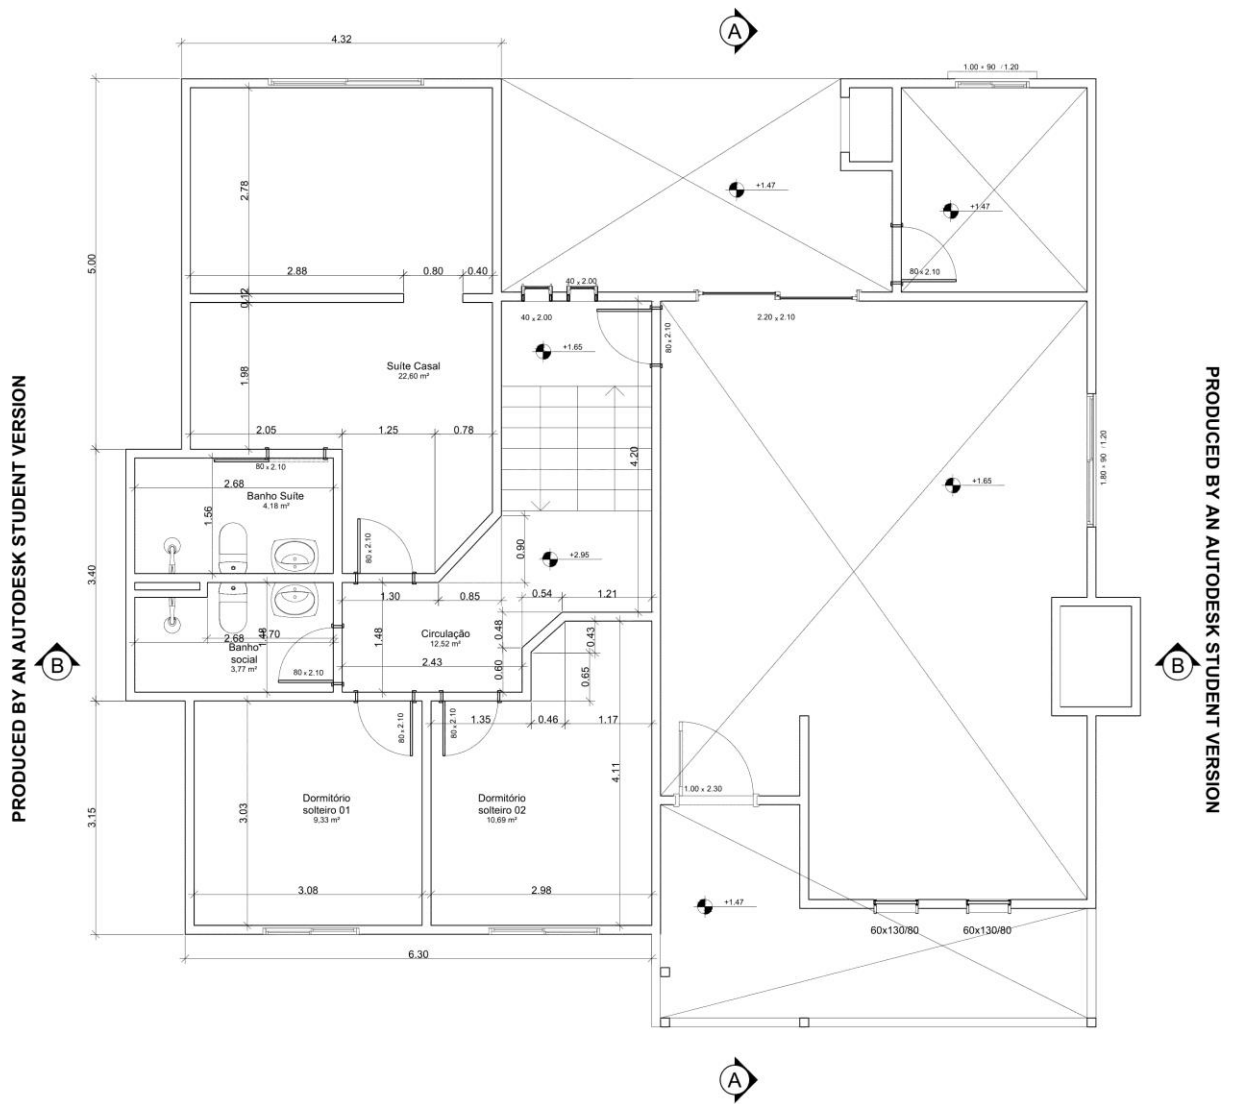 A
4.32
1.00 x 90 / 1.20
2.78
5.00
+1.47
+1.47
80 x 2.10
2.88
0.80
0.40
0.12
40 x 2.00
40 x 2.00
2.20 x 2.10
+1.65
80 x 2.10
Suíte Casal
22,60 m²
1.98
2.05
1.25
0.78
4.20
1.80 x 90 / 1.20
80 x 2.10
2.68
Banho Suíte
4,18 m²
1.56
+1.65
80 x 2.10
0.90
+2.95
3.40
1.30
0.85
0.54
1.21
1.48
1.48
Circulação
12,52 m²
0.48
0.43
2.68
1.70
Banho
social
3,77 m²
80 x 2.10
2.43
0.60
0.65
B
B
80 x 2.10
80 x 2.10
1.35
0.46
1.17
4.11
1.00 x 2.30
Dormitório
solteiro 01
9,33 m²
Dormitório
solteiro 02
10,69 m²
3.03
3.15
3.08
2.98
+1.47
60x130/80
60x130/80
6.30
A
PRODUCED BY AN AUTODESK STUDENT VERSION
PRODUCED BY AN AUTODESK STUDENT VERSION